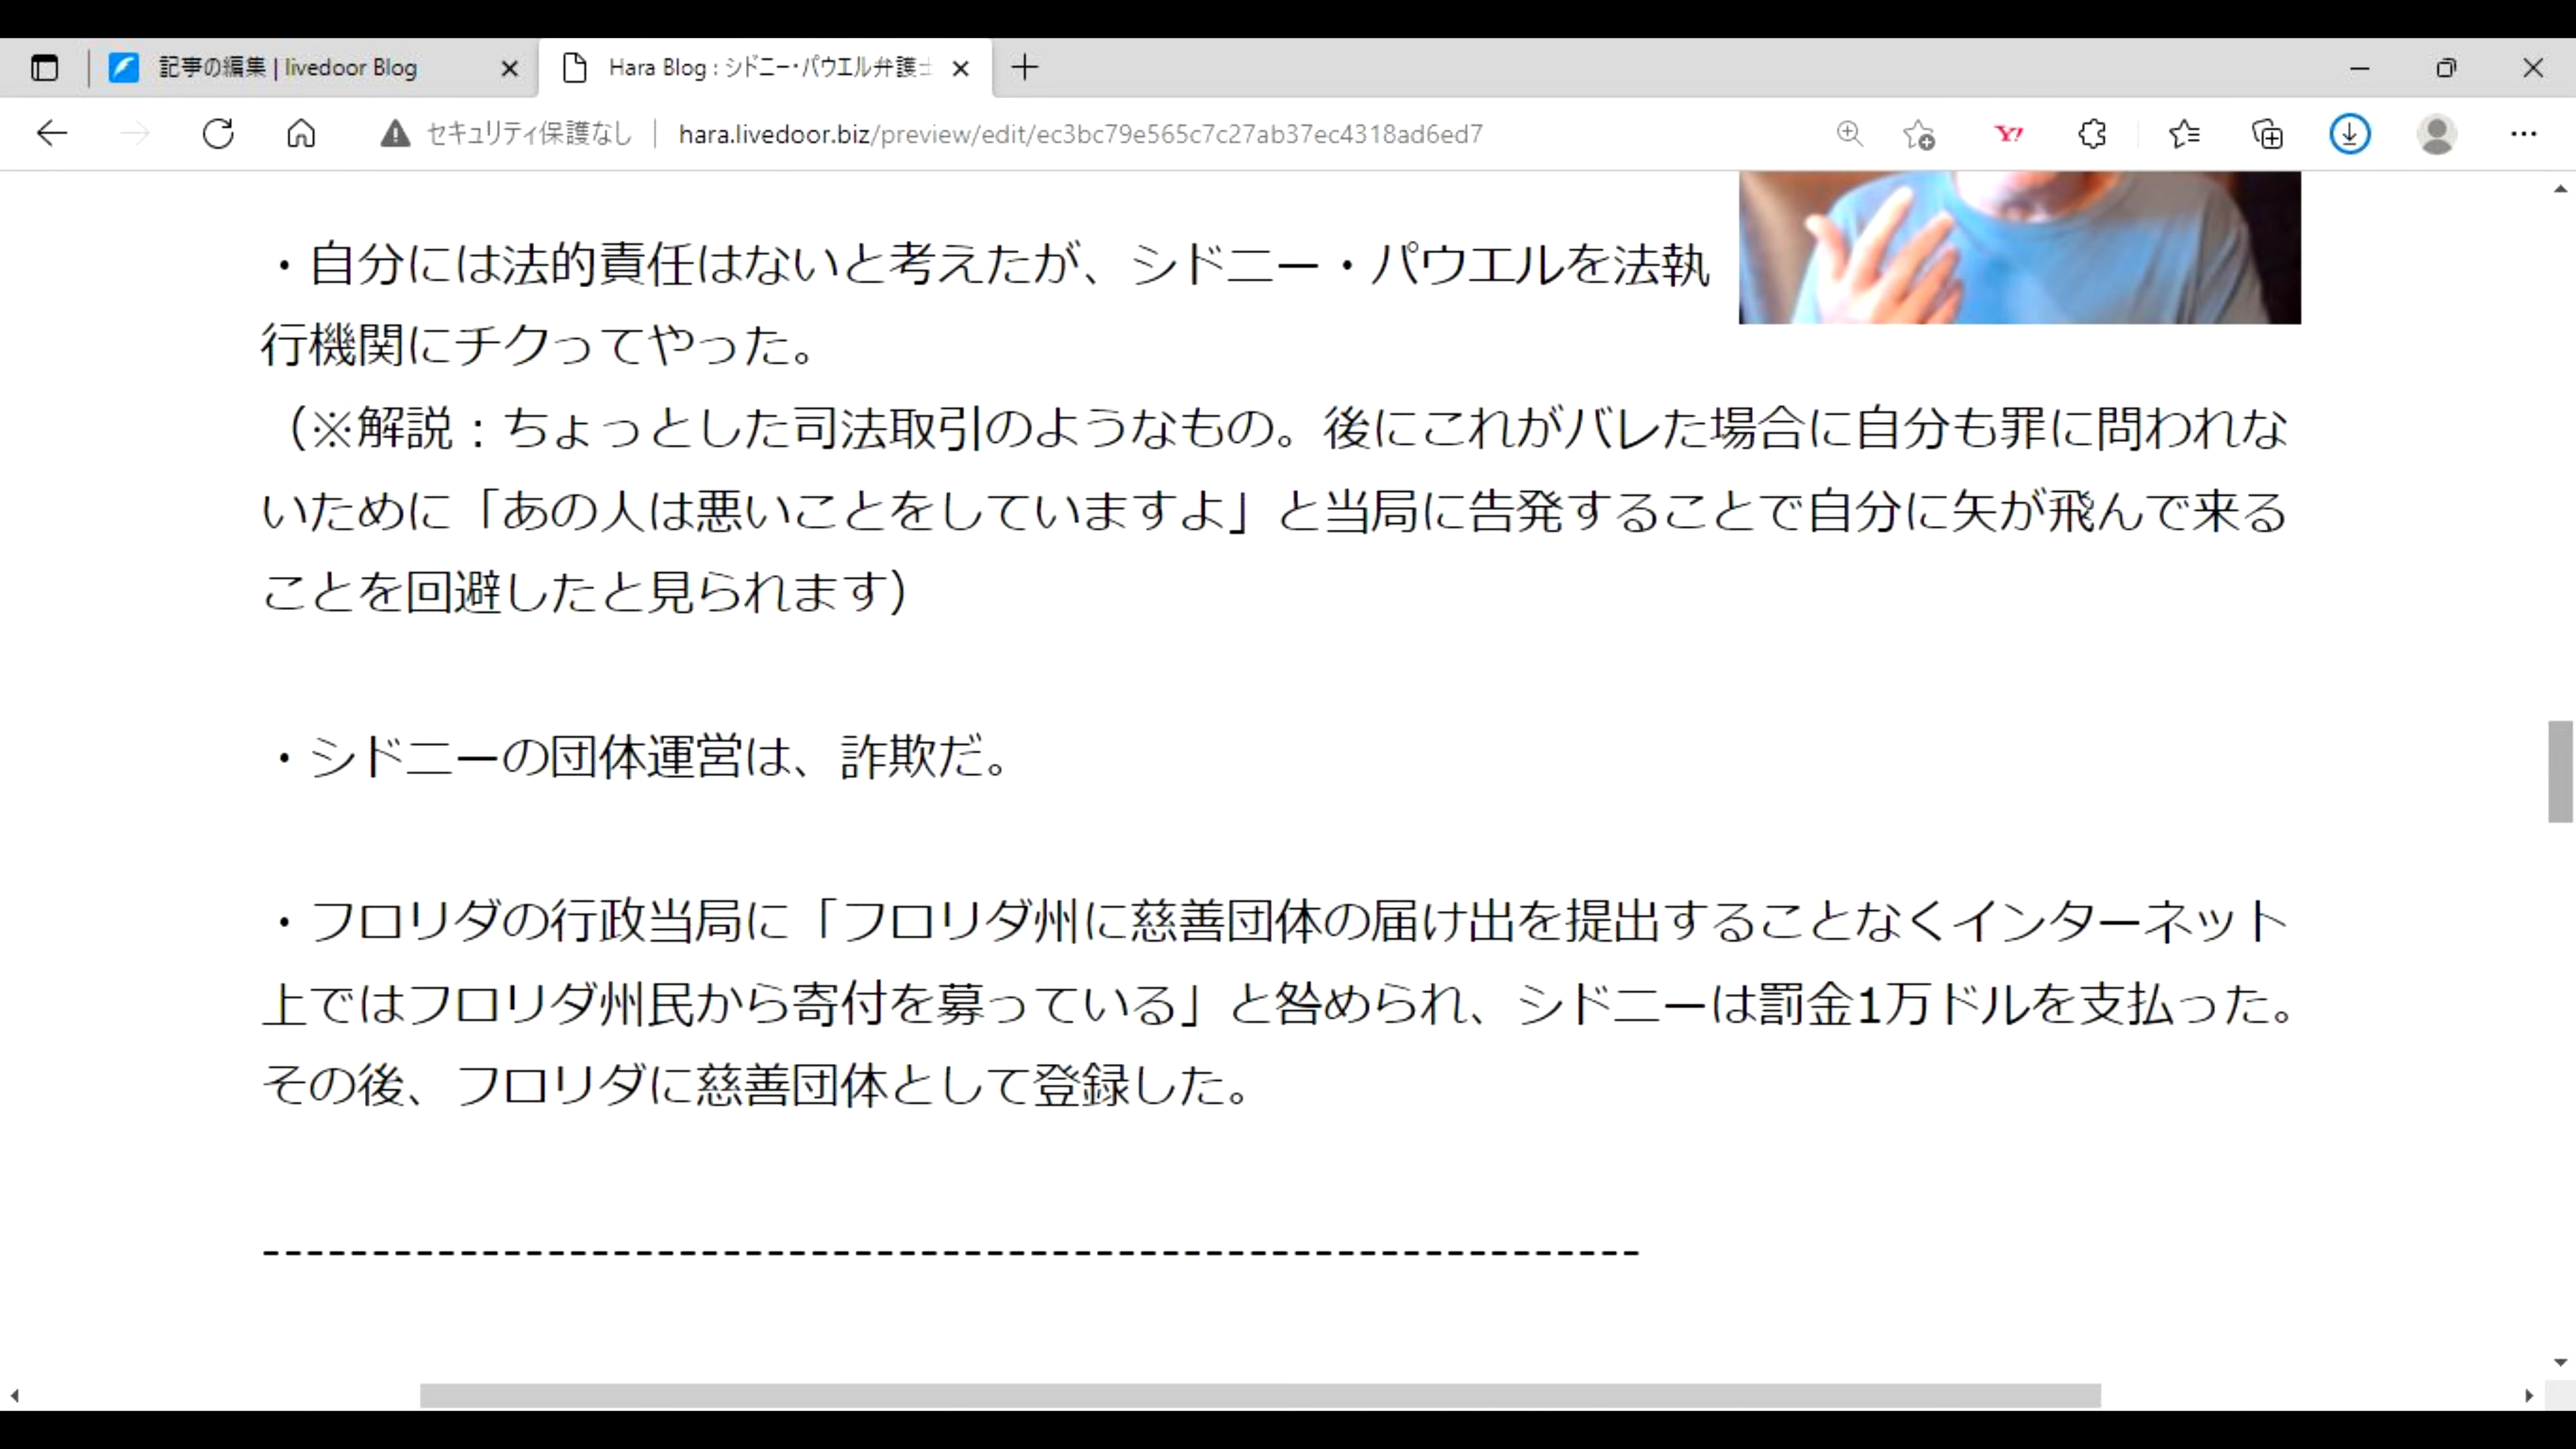 記事の編集 | livedoor Blog
Hara Blog : シドニー・パウエル弁護士
セキュリティ保護なし
hara.livedoor.biz/preview/edit/ec3bc79e565c7c27ab37ec4318ad6ed7
Y!
・自分には法的責任はないと考えたが、シドニー・パウエルを法執
行機関にチクってやった。
（※解説：ちょっとした司法取引のようなもの。後にこれがバレた場合に自分も罪に問われな
いために「あの人は悪いことをしていますよ」と当局に告発することで自分に矢が飛んで来る
ことを回避したと見られます）
・シドニーの団体運営は、詐欺だ。
・フロリダの行政当局に「フロリダ州に慈善団体の届け出を提出することなくインターネット
上ではフロリダ州民から寄付を募っている」と咎められ、シドニーは罰金1万ドルを支払った。
その後、フロリダに慈善団体として登録した。
---------------------------------------------------------------